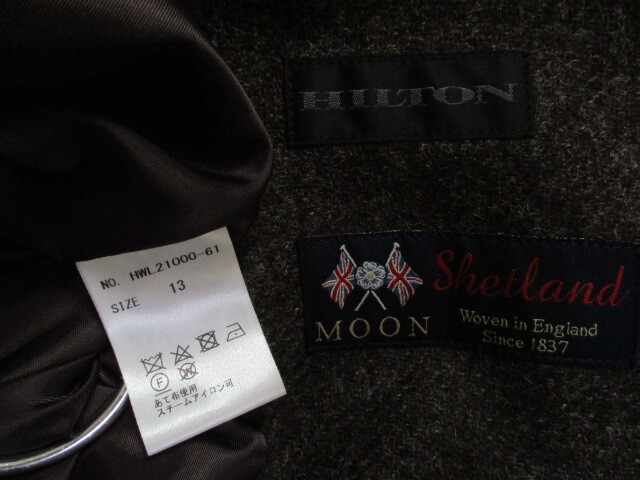 HILTON
MOON
Shetland
Woven in England
Since 1837
NO. HWL21000-61
SIZE 13
F
あて布使用
スチームアイロン可